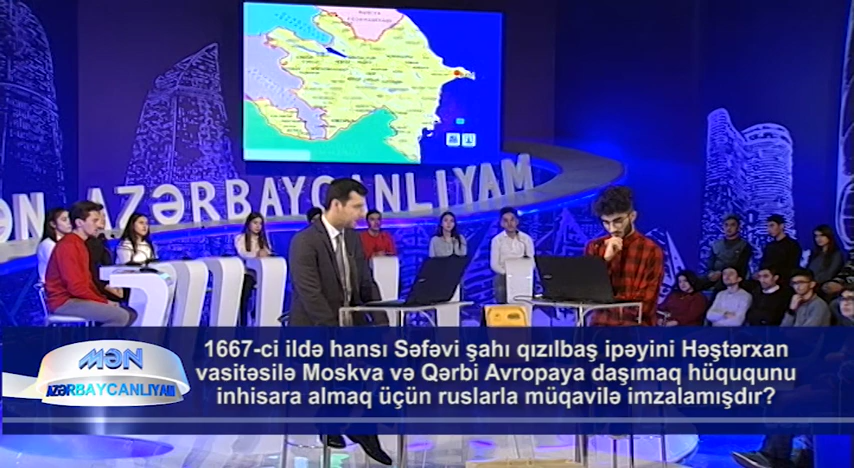 MƏN AZƏRBAYCANLIYAM
MƏN
AZƏRBAYCANLIYAM
1667-ci ildə hansı Səfəvi şahı qızılbaş ipəyini Həştərxan
vasitəsilə Moskva və Qərbi Avropaya daşımaq hüququnu
inhisara almaq üçün ruslarla müqavilə imzalamışdır?